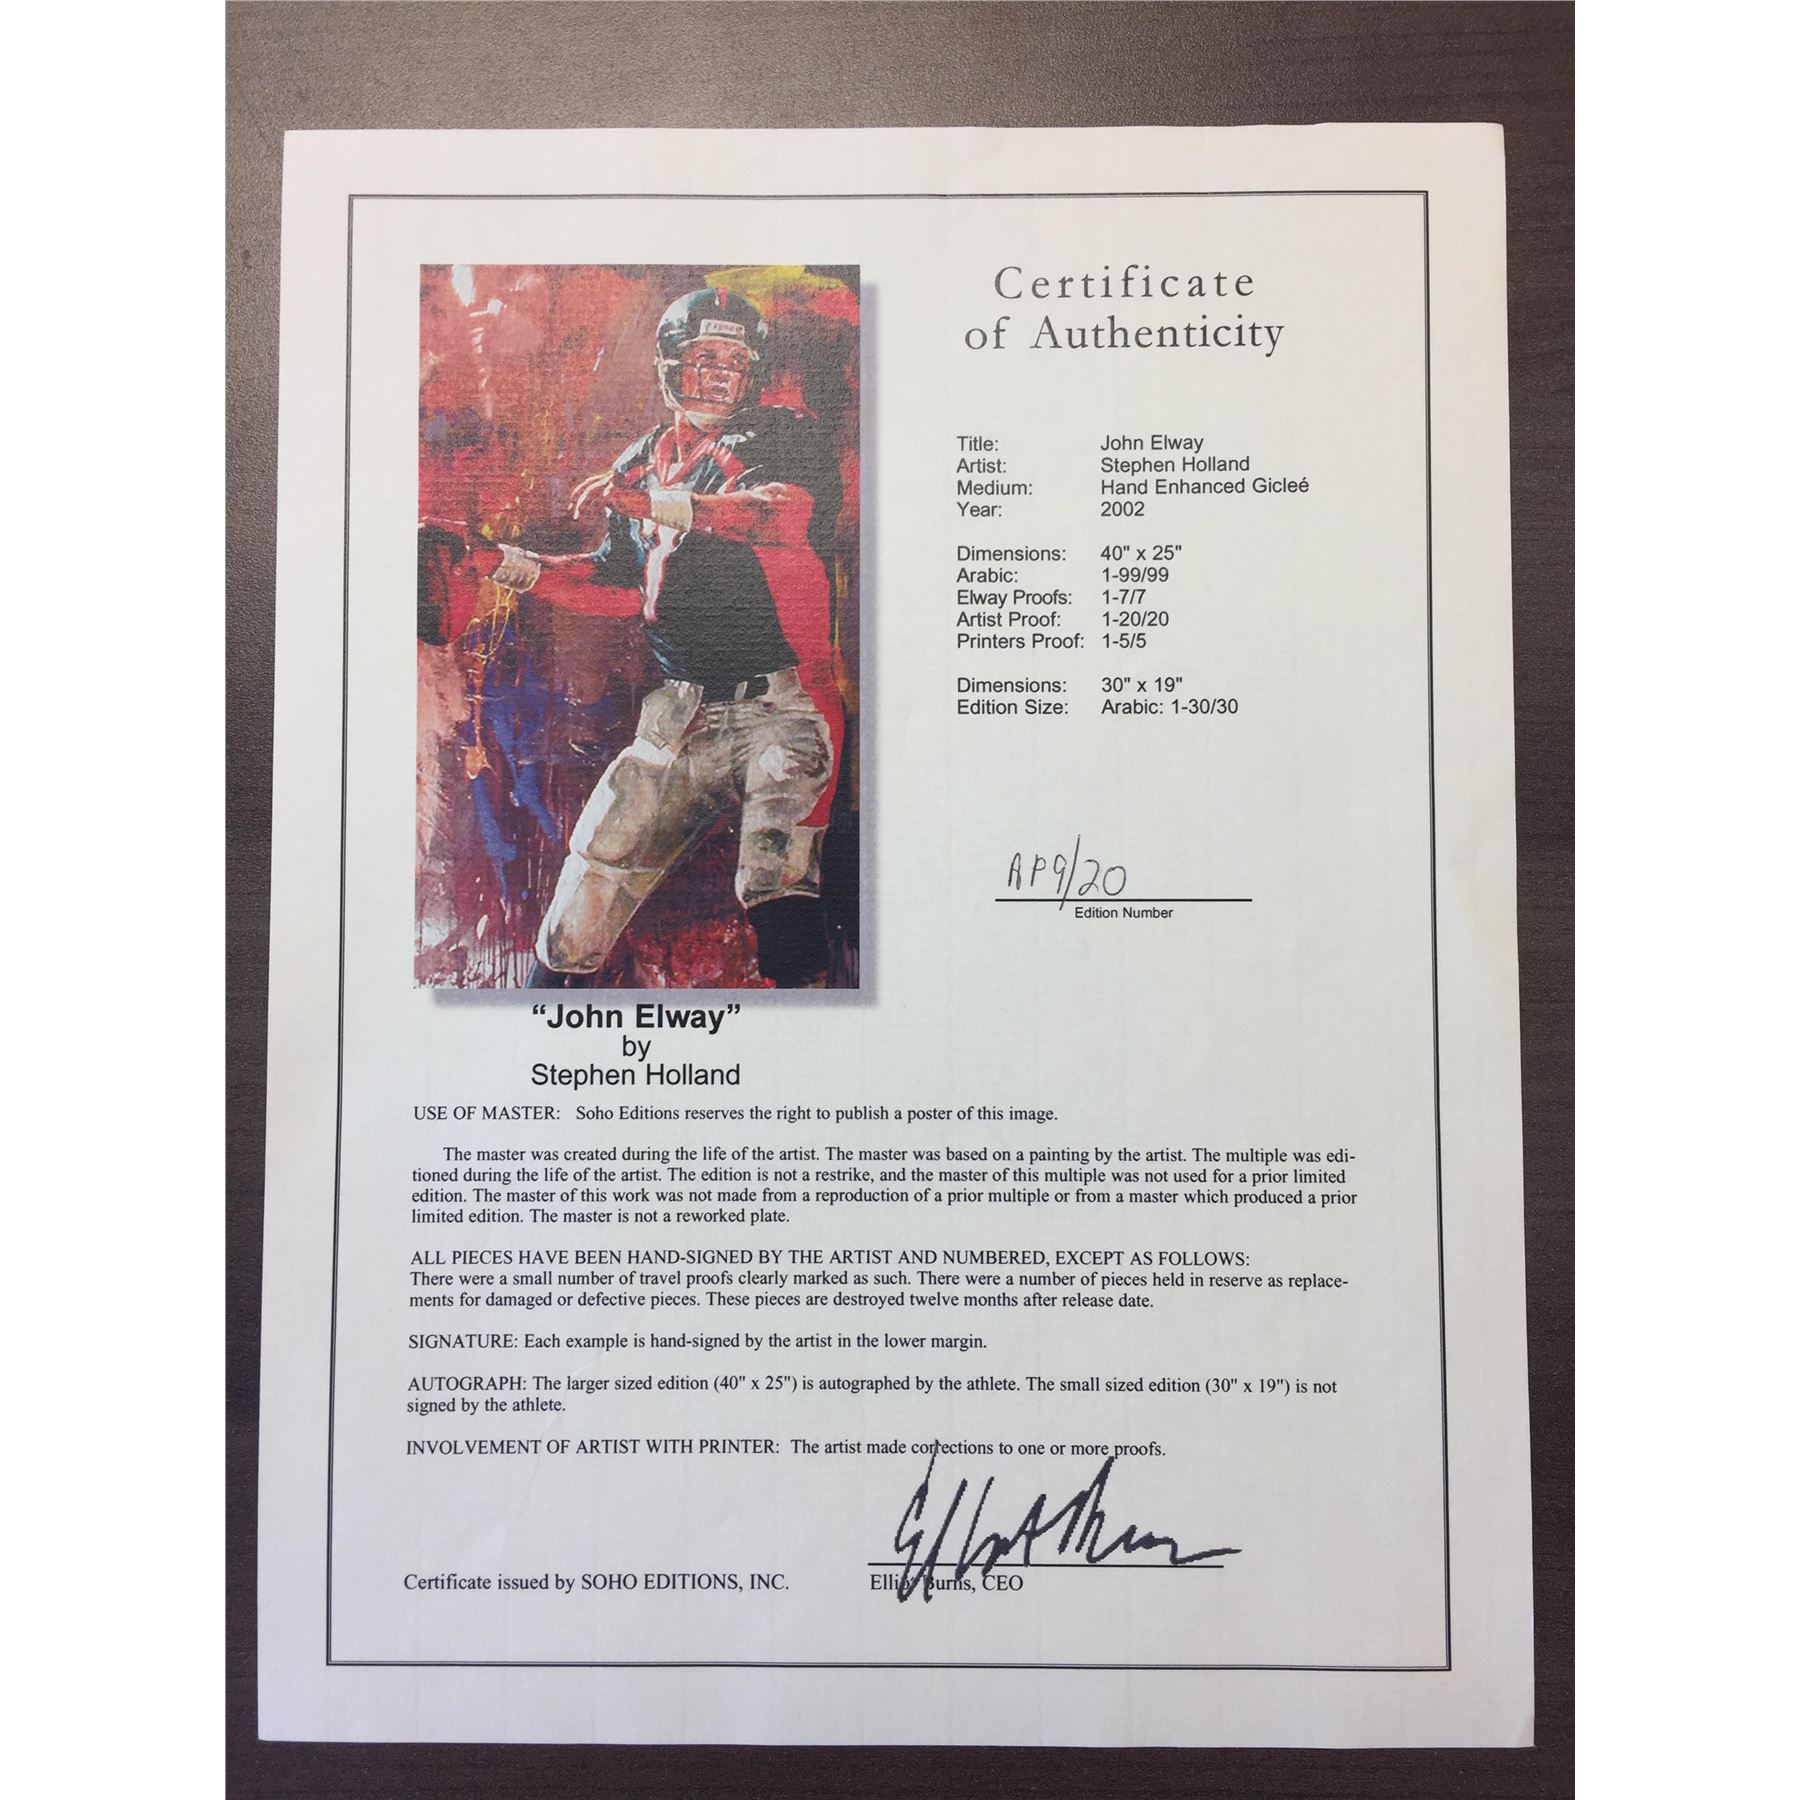 Certificate
of Authenticity
Title: John Elway
Artist: Stephen Holland
Medium: Hand Enhanced Gicleé
Year: 2002
Dimensions: 40" x 25"
Arabic: 1-99/99
Elway Proofs: 1-7/7
Artist Proof: 1-20/20
Printers Proof: 1-5/5
Dimensions: 30" x 19"
Edition Size: Arabic: 1-30/30
AP9/20
Edition Number
“John Elway”
by
Stephen Holland
USE OF MASTER: Soho Editions reserves the right to publish a poster of this image.
The master was created during the life of the artist. The master was based on a painting by the artist. The multiple was edi-
tioned during the life of the artist. The edition is not a restrike, and the master of this multiple was not used for a prior limited
edition. The master of this work was not made from a reproduction of a prior multiple or from a master which produced a prior
limited edition. The master is not a reworked plate.
ALL PIECES HAVE BEEN HAND-SIGNED BY THE ARTIST AND NUMBERED, EXCEPT AS FOLLOWS:
There were a small number of travel proofs clearly marked as such. There were a number of pieces held in reserve as replace-
ments for damaged or defective pieces. These pieces are destroyed twelve months after release date.
SIGNATURE: Each example is hand-signed by the artist in the lower margin.
AUTOGRAPH: The larger sized edition (40" x 25") is autographed by the athlete. The small sized edition (30" x 19") is not
signed by the athlete.
INVOLVEMENT OF ARTIST WITH PRINTER: The artist made corrections to one or more proofs.
Certificate issued by SOHO EDITIONS, INC.
Burns, CEO